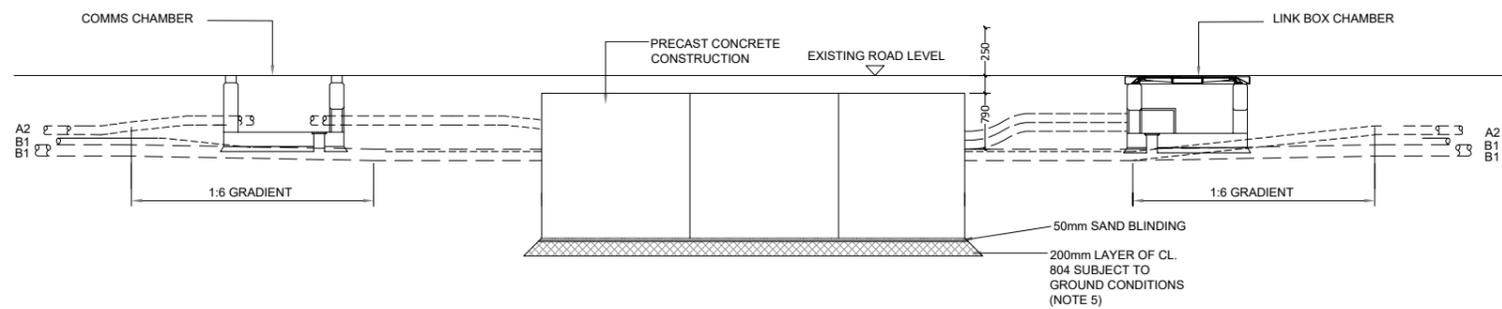 COMMS CHAMBER
LINK BOX CHAMBER
PRECAST CONCRETE
CONSTRUCTION
EXISTING ROAD LEVEL
250
790
A2
B1
B1
A2
B1
B1
1:6 GRADIENT
1:6 GRADIENT
50mm SAND BLINDING
200mm LAYER OF CL.
804 SUBJECT TO
GROUND CONDITIONS
(NOTE 5)